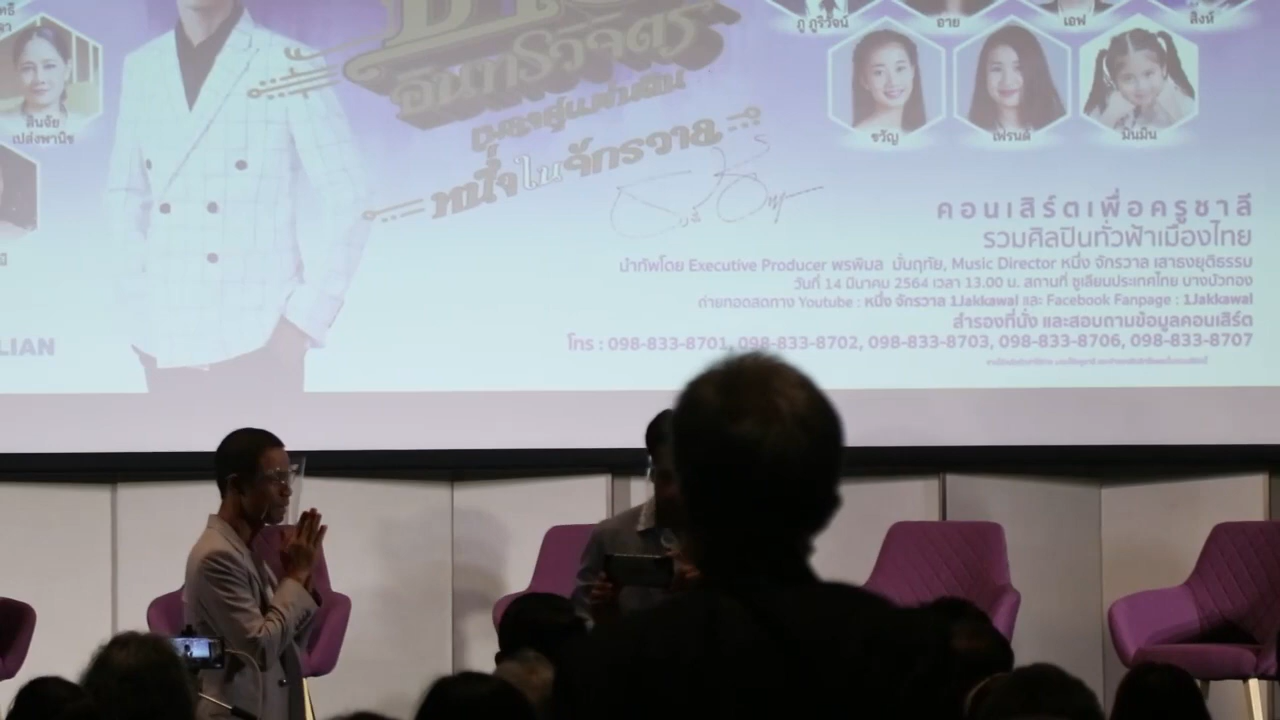 ภู ภูริวัจน์
อาย
เอฟ
สิงห์
สินจัย
เปล่งพานิช
ขวัญ
เฟรนด์
มินมิน
อินทรวิจิตร
หนึ่งในจักรวาล
คอนเสิร์ตเพื่อครูชาลี
รวมศิลปินทั่วฟ้าเมืองไทย
นำทัพโดย Executive Producer พรพิมล มั่นฤทัย, Music Director หนึ่ง จักรวาล เสาธงยุติธรรม
วันที่ 14 มีนาคม 2564 เวลา 13.00 น. สถานที่ ซูเลียนประเทศไทย บางบัวทอง
ถ่ายทอดสดทาง Youtube : หนึ่ง จักรวาล 1Jakkawal และ Facebook Fanpage : 1Jakkawal
สำรองที่นั่ง และสอบถามข้อมูลคอนเสิร์ต
โทร : 098-833-8701, 098-833-8702, 098-833-8703, 098-833-8706, 098-833-8707
LIAN